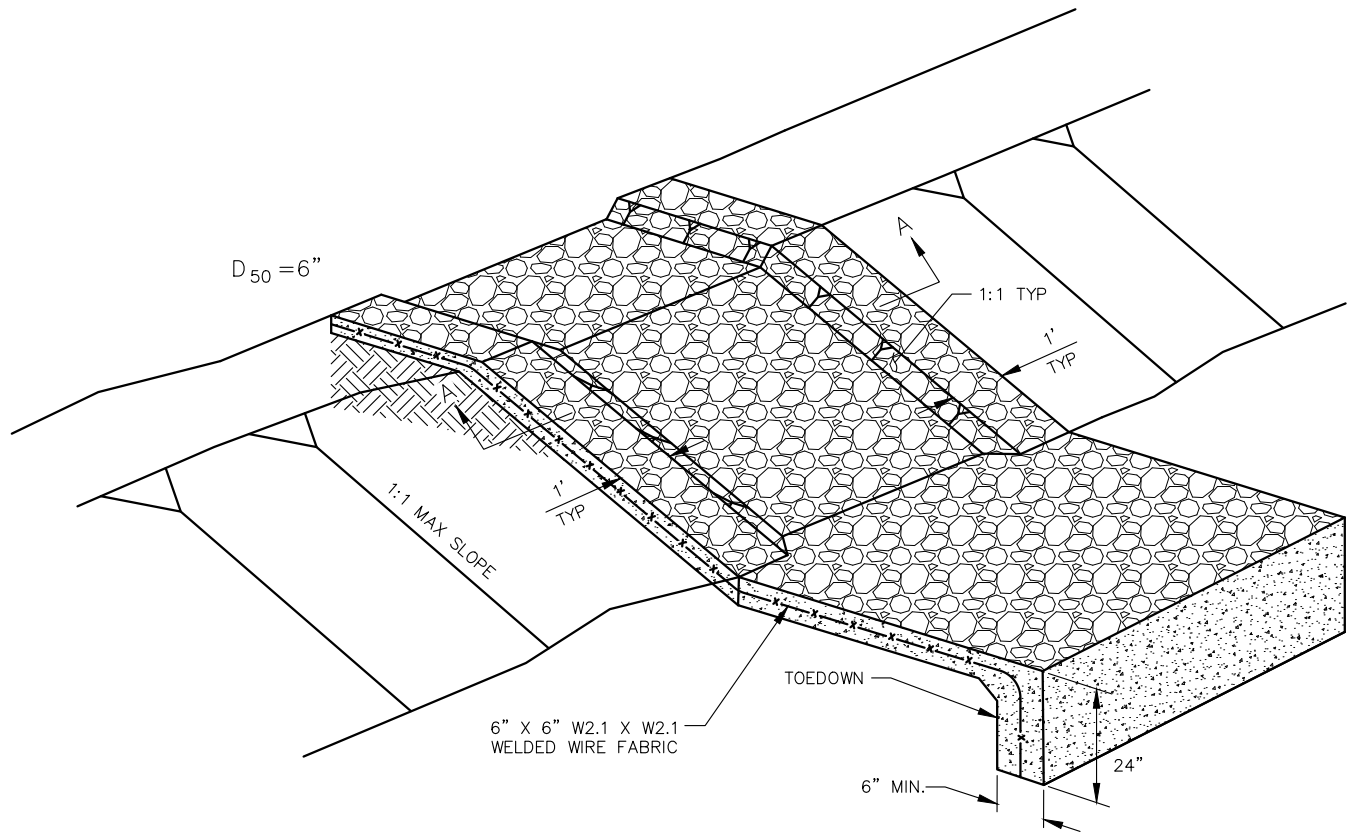 A
D50=6”
1:1 TYP
1'
TYP
A
1:1 MAX SLOPE
1'
TYP
TOEDOWN
6” X 6” W2.1 X W2.1
WELDED WIRE FABRIC
24”
6” MIN.